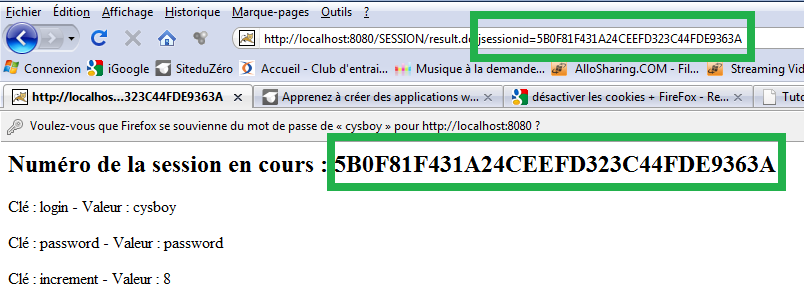 Fichier Édition Affichage Historique Marque-pages Outils ?
http://localhost:8080/SESSION/result.do;jsessionid=5B0F81F431A24CEEFD323C44FDE9363A
Connexion iGoogle SiteduZéro Accueil - Club d'entrai... Musique à la demande... AlloSharing.COM - Fil... Streaming Vid
http://localhos...323C44FDE9363A Apprenez à créer des applications w... désactiver les cookies + FireFox - Re... Tuto
Voulez-vous que Firefox se souvienne du mot de passe de « cysboy » pour http://localhost:8080 ?
Numéro de la session en cours : 5B0F81F431A24CEEFD323C44FDE9363A
Clé : login - Valeur : cysboy
Clé : password - Valeur : password
Clé : increment - Valeur : 8